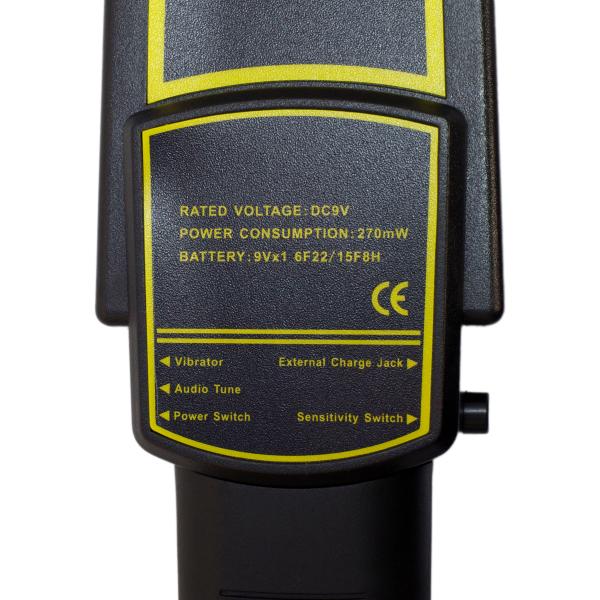 RATED VOLTAGE:DC9V
POWER CONSUMPTION:270mW
BATTERY:9Vx1 6F22/15F8H
CE
◀ Vibrator External Charge Jack ▶
◀ Audio Tune
◀ Power Switch Sensitivity Switch ▶